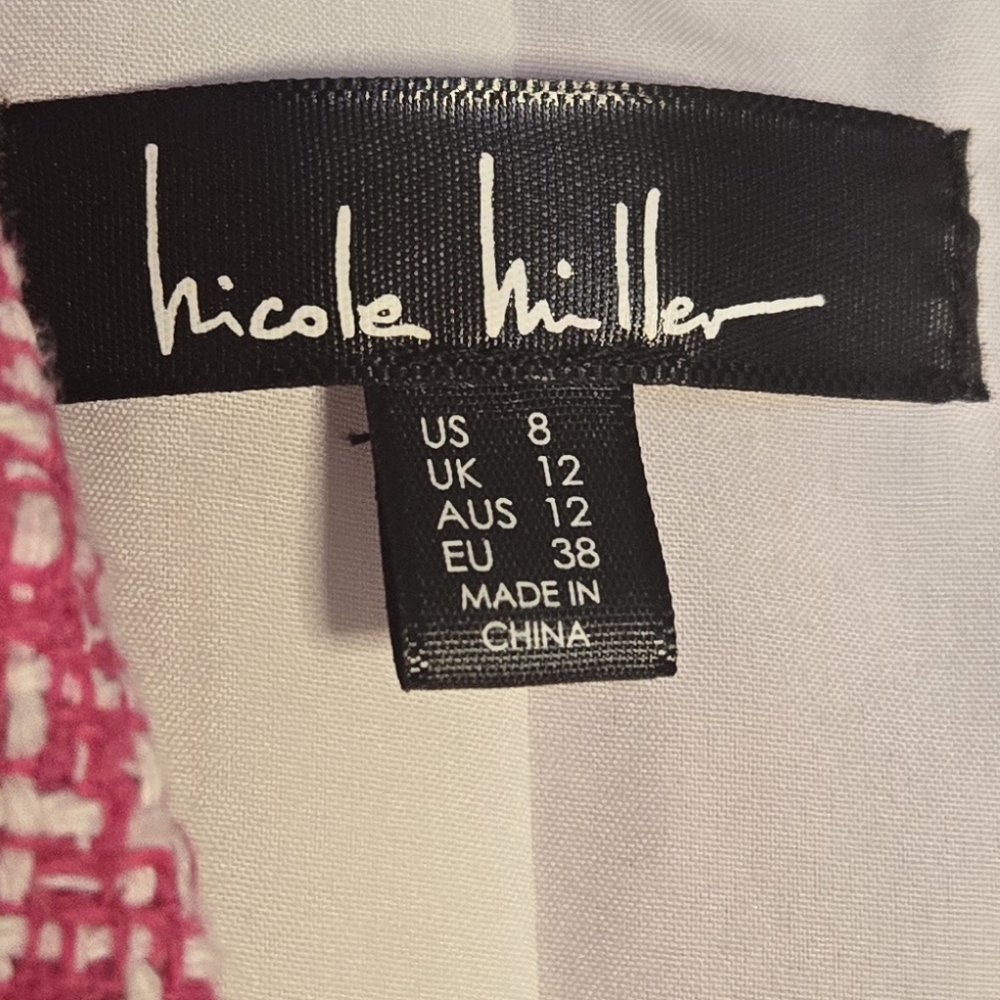 nicole miller
US 8
UK 12
AUS 12
EU 38
MADE IN
CHINA